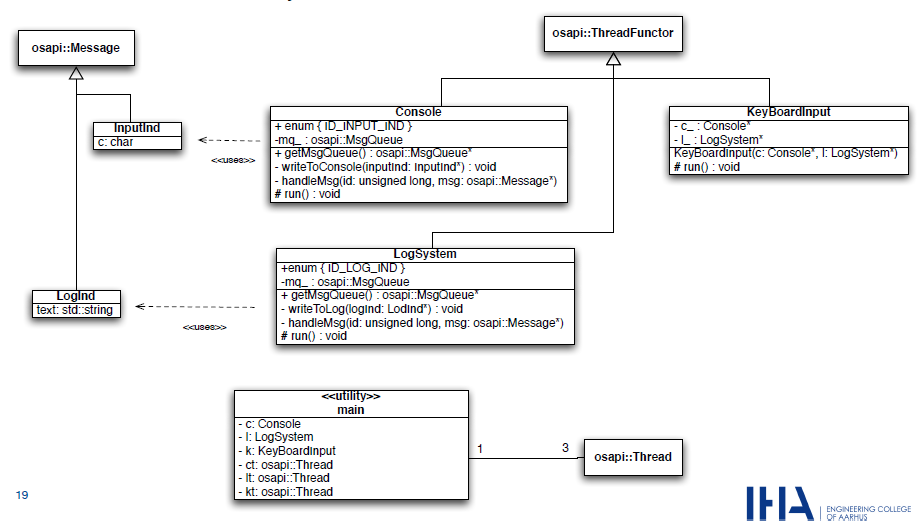 osapi::Message
osapi::ThreadFunctor
InputInd
c: char
<<uses>>
Console
+ enum { ID_INPUT_IND }
-mq_ : osapi::MsgQueue
+ getMsgQueue() : osapi::MsgQueue*
- writeToConsole(inputInd: InputInd*) : void
- handleMsg(id: unsigned long, msg: osapi::Message*)
# run() : void
KeyBoardInput
- c_ : Console*
- l_ : LogSystem*
KeyBoardInput(c: Console*, l: LogSystem*)
# run() : void
LogInd
text: std::string
<<uses>>
LogSystem
+enum { ID_LOG_IND }
-mq_ : osapi::MsgQueue
+ getMsgQueue() : osapi::MsgQueue*
- writeToLog(logInd: LodInd*) : void
- handleMsg(id: unsigned long, msg: osapi::Message*)
# run() : void
<<utility>>
main
- c: Console
- l: LogSystem
- k: KeyBoardInput
- ct: osapi::Thread
- lt: osapi::Thread
- kt: osapi::Thread
1
3
osapi::Thread
19
IHA
ENGINEERING COLLEGE
OF AARHUS